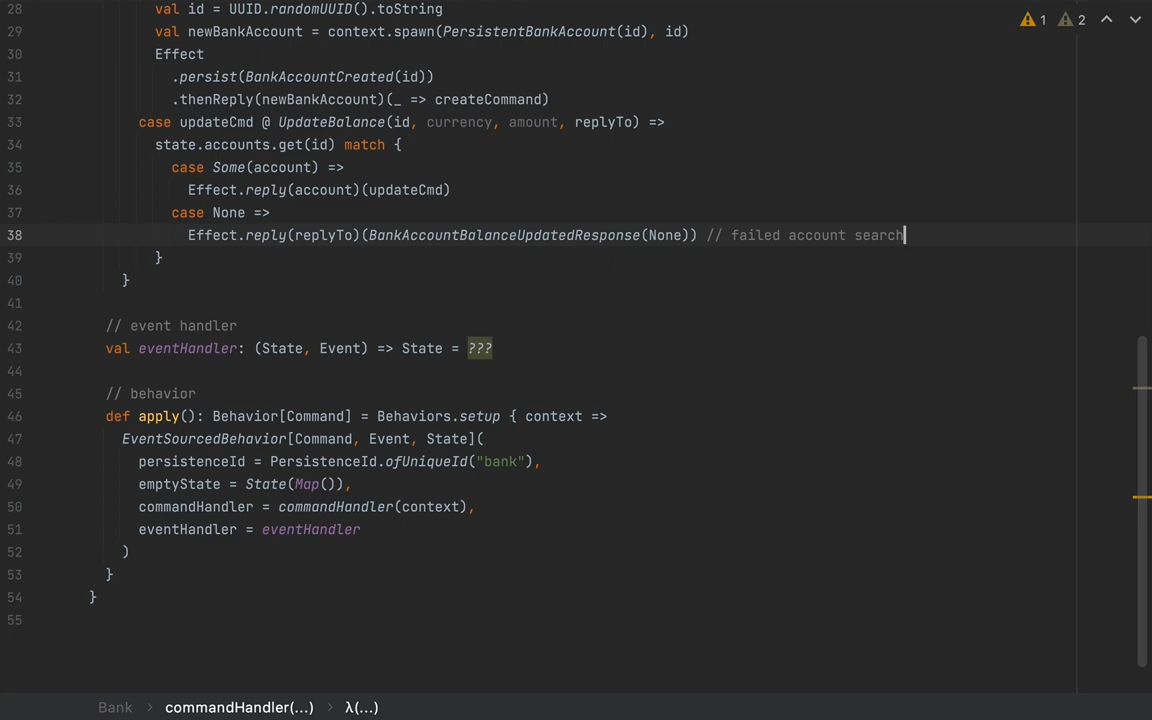 28 val id = UUID.randomUUID().toString
29 val newBankAccount = context.spawn(PersistentBankAccount(id), id)
30 Effect
31 .persist(BankAccountCreated(id))
32 .thenReply(newBankAccount)(_ => createCommand)
33 case updateCmd @ UpdateBalance(id, currency, amount, replyTo) =>
34 state.accounts.get(id) match {
35 case Some(account) =>
36 Effect.reply(account)(updateCmd)
37 case None =>
38 Effect.reply(replyTo)(BankAccountBalanceUpdatedResponse(None)) // failed account search
39 }
40 }
41
42 // event handler
43 val eventHandler: (State, Event) => State = ???
44
45 // behavior
46 def apply(): Behavior[Command] = Behaviors.setup { context =>
47 EventSourcedBehavior[Command, Event, State](
48 persistenceId = PersistenceId.ofUniqueId("bank"),
49 emptyState = State(Map()),
50 commandHandler = commandHandler(context),
51 eventHandler = eventHandler
52 )
53 }
54 }
55
1 2
Bank > commandHandler(...) > λ(...)